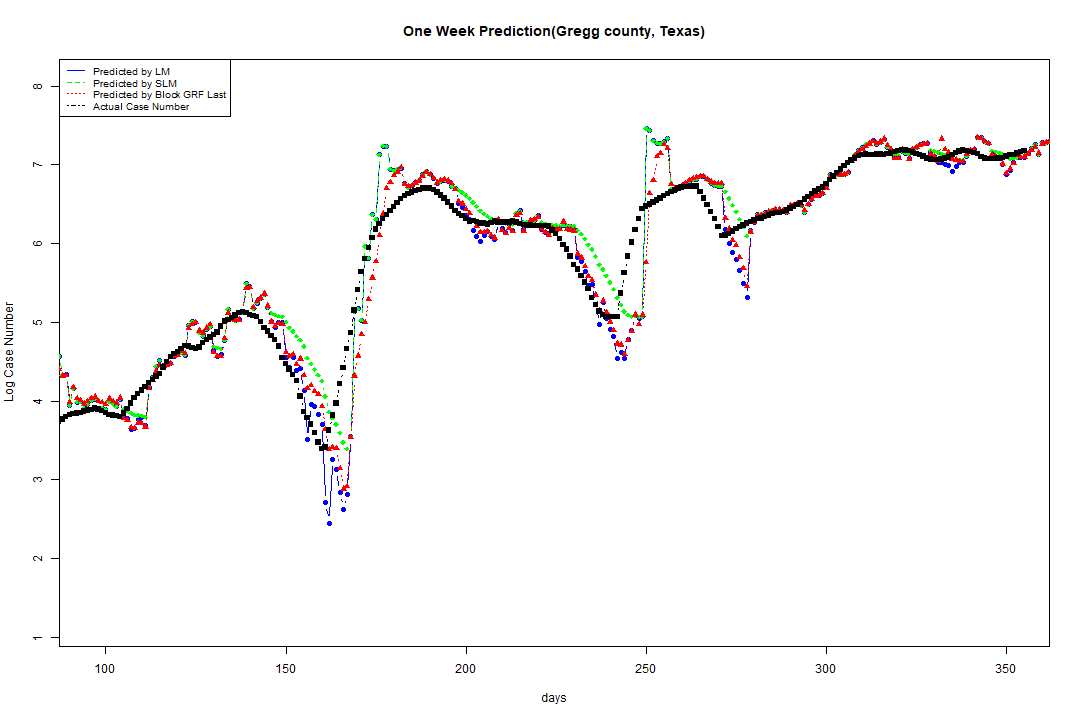 One Week Prediction(Gregg county, Texas)
Predicted by LM
Predicted by SLM
Predicted by Block GRF Last
Actual Case Number
8
7
6
5
4
3
2
1
Log Case Number
100 150 200 250 300 350
days